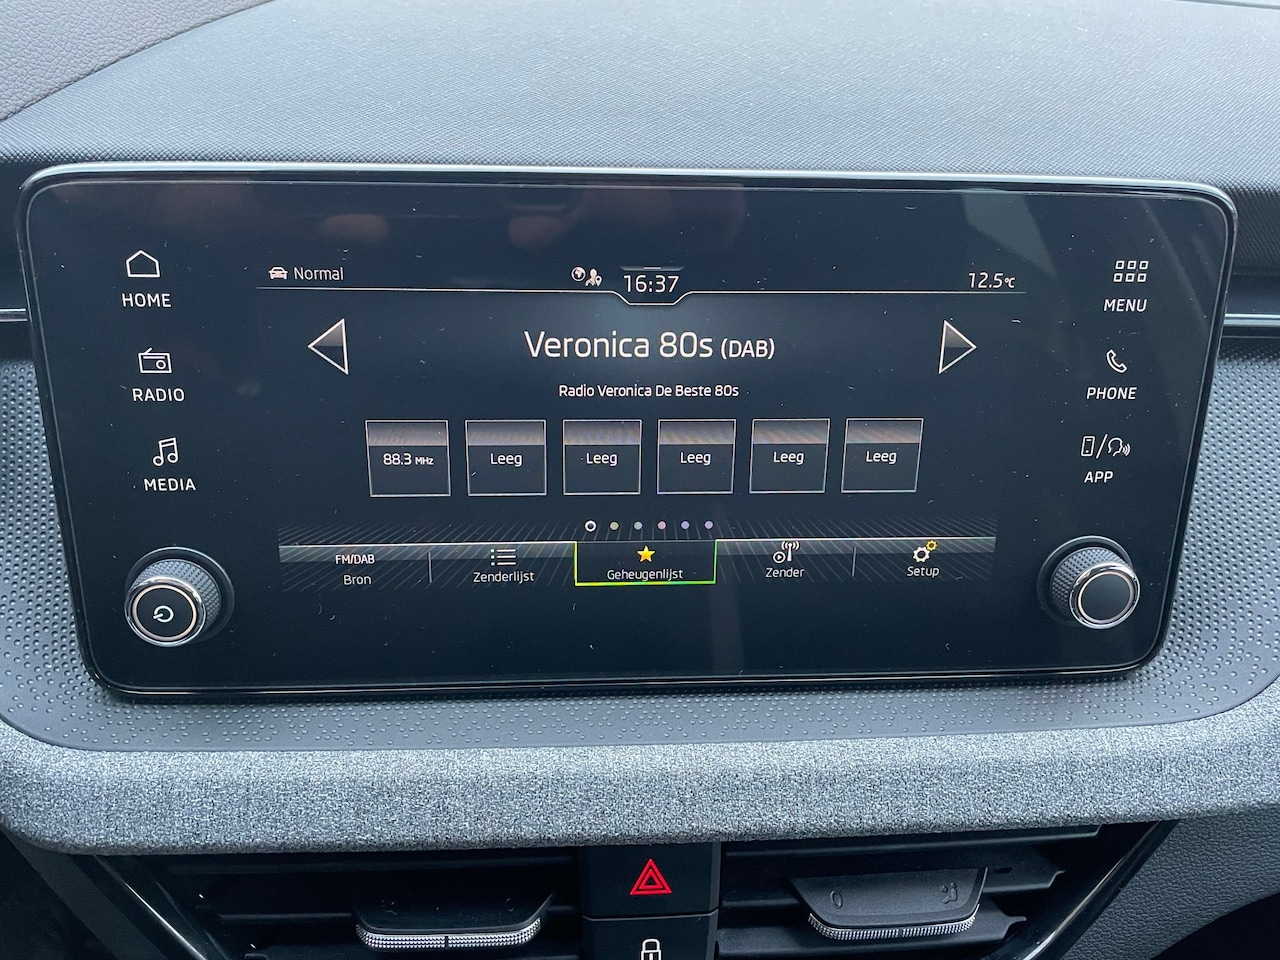 HOME
RADIO
MEDIA
Normal
16:37
12.5°C
Veronica 80s (DAB)
Radio Veronica De Beste 80s
88.3 MHz
Leeg
Leeg
Leeg
Leeg
Leeg
FM/DAB
Bron
Zenderlijst
Geheugenlijst
Zender
Setup
MENU
PHONE
APP